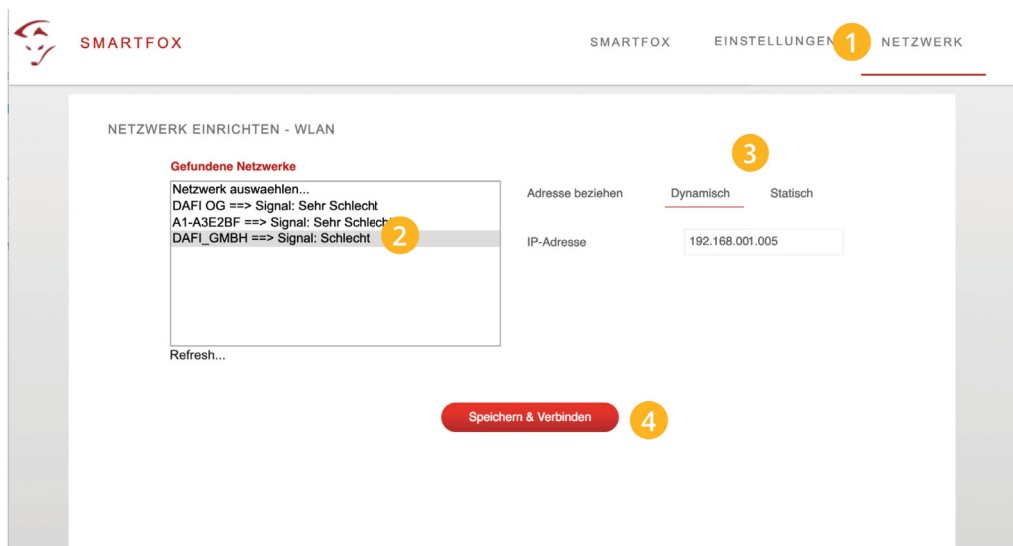 SMARTFOX
SMARTFOX EINSTELLUNGEN 1 NETZWERK
NETZWERK EINRICHTEN - WLAN
Gefundene Netzwerke
3
Netzwerk auswaehlen...
DAFI OG ==> Signal: Sehr Schlecht
A1-A3E2BF ==> Signal: Sehr Schlecht
DAFI_GMBH ==> Signal: Schlecht 2
Adresse beziehen Dynamisch Statisch
IP-Adresse 192.168.001.005
Refresh...
Speichern & Verbinden 4